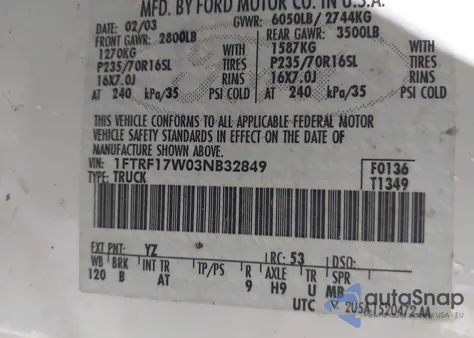 MFD. BY FORD MOTOR CO. IN U.S.A.
DATE: 02/03 GVWR: 6050LB/ 2744KG
FRONT GAWR: 2800LB REAR GAWR: 3500LB
1270KG WITH 1587KG WITH
P235/70R16SL TIRES P235/70R16SL TIRES
16X7.0J RIMS 16X7.0J RIMS
AT 240 kPa/35 PSI COLD AT 240 kPa/35 PSI COLD
THIS VEHICLE CONFORMS TO ALL APPLICABLE FEDERAL MOTOR
VEHICLE SAFETY STANDARDS IN EFFECT ON THE DATE OF
MANUFACTURE SHOWN ABOVE.
VIN: 1FTRF17W03NB32849 F0136
TYPE: TRUCK T1349
EXT PNT: YZ RC: 53 DSO:
WB BRK INT TR TP/PS R AXLE TR SPR
120 B AT 9 H9 U MB
UTC 2U5A 1520472 AA
autoSnap